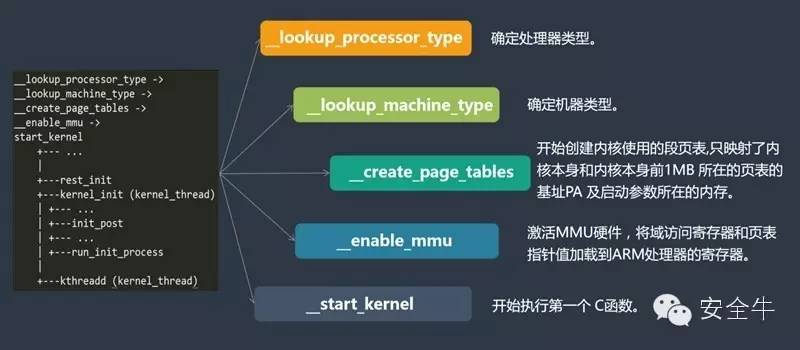 __lookup_processor_type ->
__lookup_machine_type ->
__create_page_tables ->
__enable_mmu ->
start_kernel
+--- ...
|
+---rest_init
+---kernel_init (kernel_thread)
| +--- ...
| +---init_post
| +--- ...
| +---run_init_process
|
+---kthreadd (kernel_thread)
__lookup_processor_type
确定处理器类型。
__lookup_machine_type
确定机器类型。
__create_page_tables
开始创建内核使用的段页表,只映射了内
核本身和内核本身前1MB 所在的页表的
基址PA 及启动参数所在的内存。
__enable_mmu
激活MMU硬件，将域访问寄存器和页表
指针值加载到ARM处理器的寄存器。
__start_kernel
开始执行第一个 C函数。
安全牛